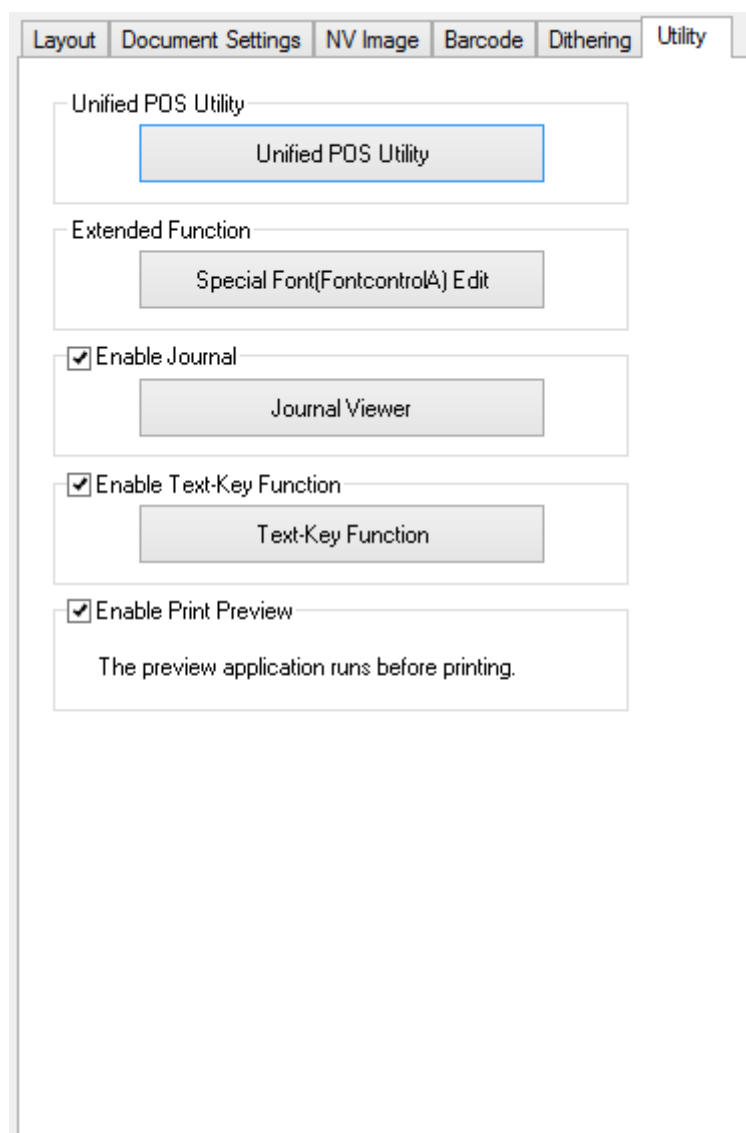 Layout Document Settings NV Image Barcode Dithering Utility
Unified POS Utility
Unified POS Utility
Extended Function
Special Font(FontcontrolA) Edit
Enable Journal
Journal Viewer
Enable Text-Key Function
Text-Key Function
Enable Print Preview
The preview application runs before printing.